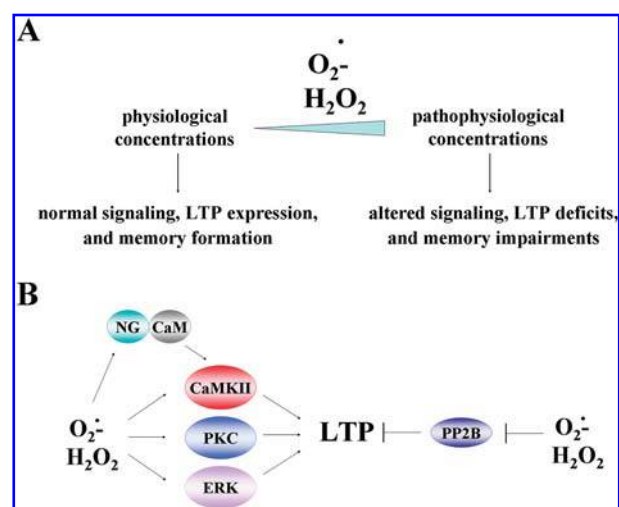 A
O₂•-
H₂O₂
physiological
concentrations
pathophysiological
concentrations
normal signaling, LTP expression,
and memory formation
altered signaling, LTP deficits,
and memory impairments
B
NG CaM
CaMKII
O₂•-
H₂O₂
PKC
ERK
LTP
PP2B
O₂•-
H₂O₂